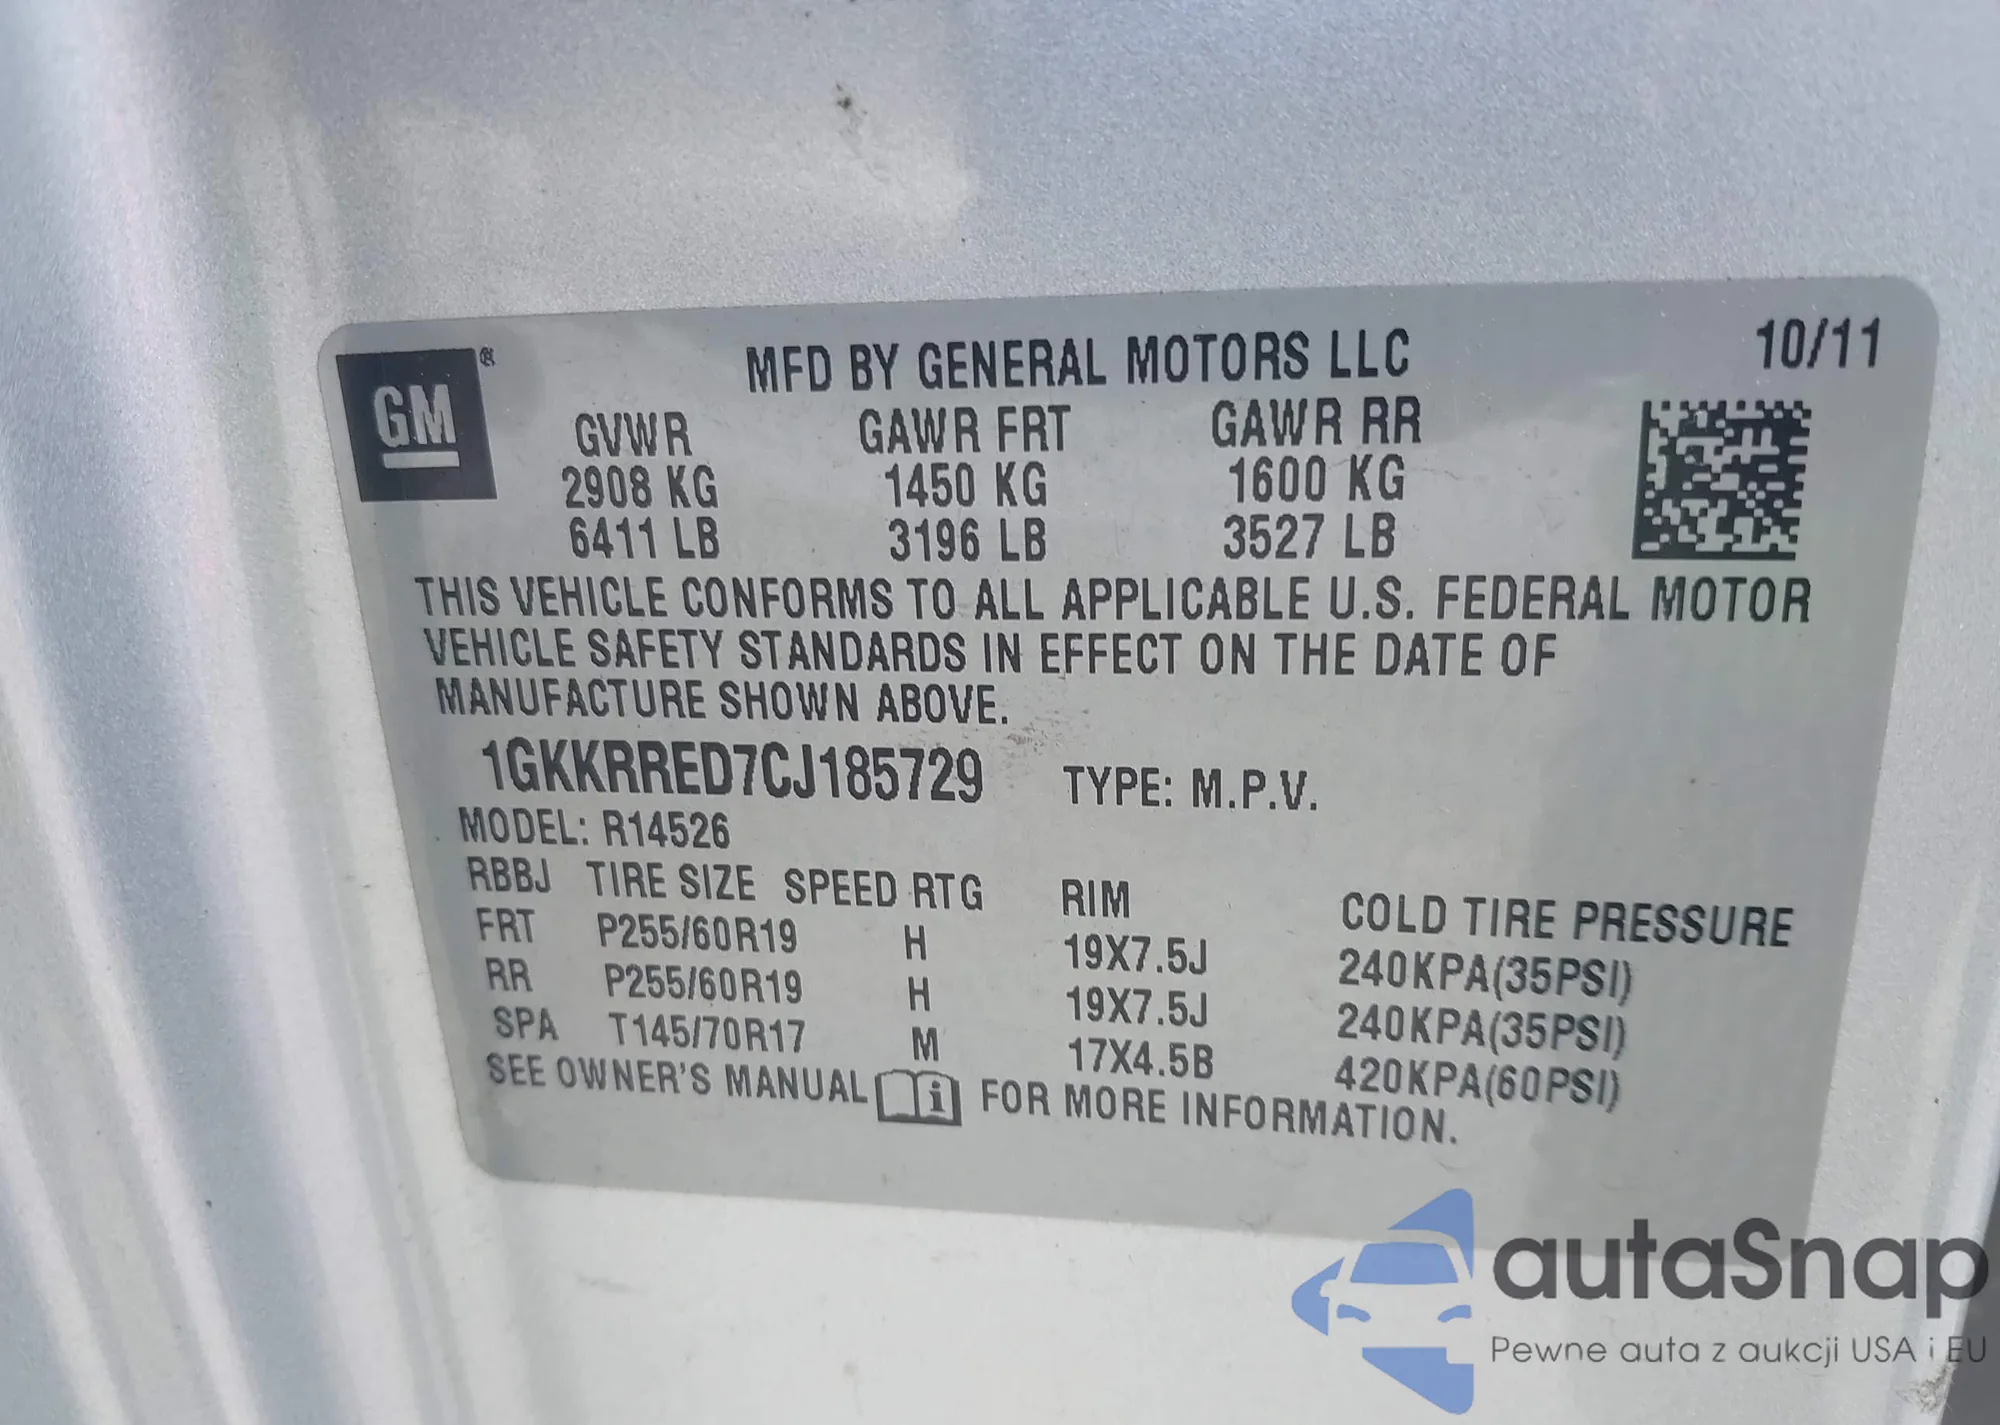 GM®
MFD BY GENERAL MOTORS LLC 10/11
GVWR GAWR FRT GAWR RR
2908 KG 1450 KG 1600 KG
6411 LB 3196 LB 3527 LB
THIS VEHICLE CONFORMS TO ALL APPLICABLE U.S. FEDERAL MOTOR
VEHICLE SAFETY STANDARDS IN EFFECT ON THE DATE OF
MANUFACTURE SHOWN ABOVE.
1GKKRRED7CJ185729 TYPE: M.P.V.
MODEL: R14526
RBBJ TIRE SIZE SPEED RTG RIM COLD TIRE PRESSURE
FRT P255/60R19 H 19X7.5J 240KPA(35PSI)
RR P255/60R19 H 19X7.5J 240KPA(35PSI)
SPA T145/70R17 M 17X4.5B 420KPA(60PSI)
SEE OWNER'S MANUAL i FOR MORE INFORMATION.
autaSnap
Pewne auta z aukcji USA i EU